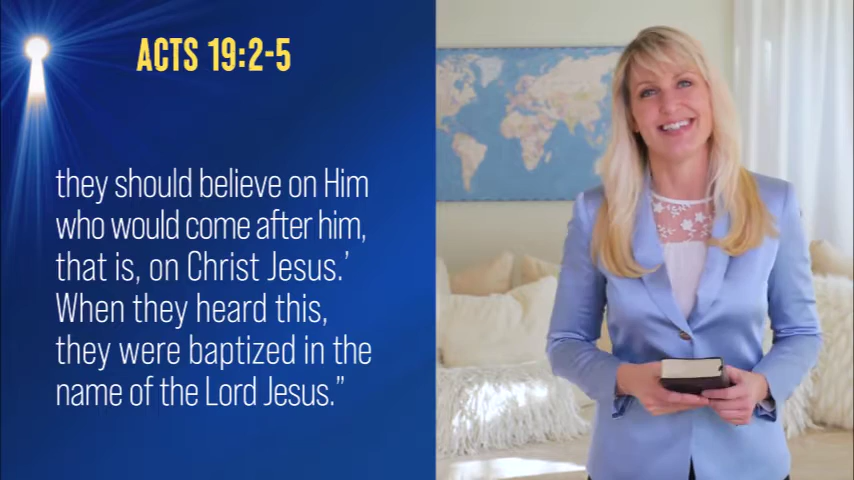 ACTS 19:2-5
they should believe on Him
who would come after him,
that is, on Christ Jesus.’
When they heard this,
they were baptized in the
name of the Lord Jesus.”